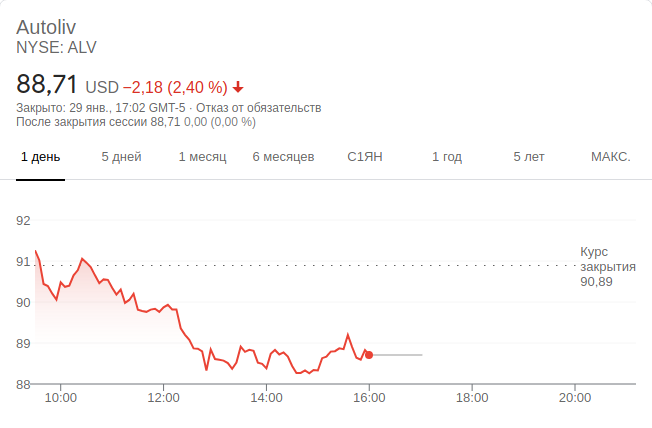 Autoliv
NYSE: ALV
88,71 USD −2,18 (2,40 %)
Закрыто: 29 янв., 17:02 GMT-5 · Отказ от обязательств
После закрытия сессии 88,71 0,00 (0,00 %)
1 день 5 дней 1 месяц 6 месяцев С1ЯН 1 год 5 лет МАКС.
92
91
90
89
88
Курс
закрытия
90,89
10:00 12:00 14:00 16:00 18:00 20:00